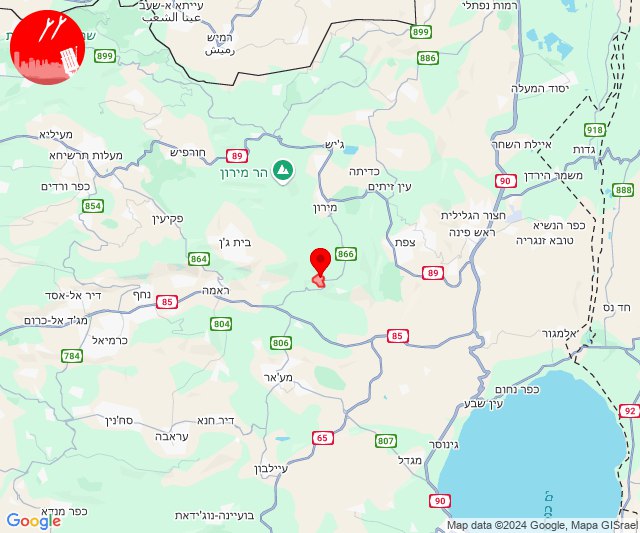 עייתא א-שעב
עינא השעב
רמיש
רמיש
רמות נפתלי
899
899
886
יסוד המעלה
918
מעיליא
חורפיש
89
ג'יש
איילת השחר
גדות
מעלות תרשיחא
הר מירון
כדיתה
עין זיתים
90
משמר הירדן
888
כפר ורדים
854
מירון
חצור הגלילית
פקיעין
ראש פינה
כפר הנשיא
טובא זנגריה
בית ג'ן
צפת
866
864
89
דיר אל-אסד
נחף
ראמה
85
חד נס
מג'ד אל-כרום
804
85
אלמגור
כרמיאל
806
784
מע'אר
כפר נחום
עין שבע
92
סח'נין
דיר חנא
עראבה
65
807
גינוסר
מגדל
עיילבון
90
כפר מנדא
בועיינה-נוג'ידאת
Google
Map data ©2024 Google, Mapa GISrael